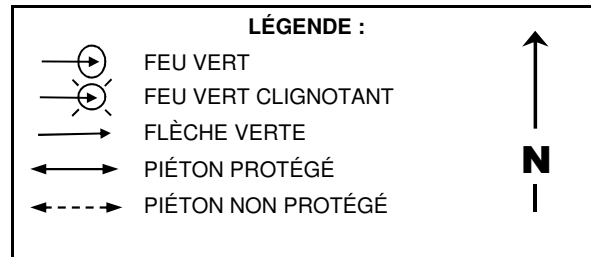 LÉGENDE :
FEU VERT
FEU VERT CLIGNOTANT
FLÈCHE VERTE
PIÉTON PROTÉGÉ
PIÉTON NON PROTÉGÉ
N